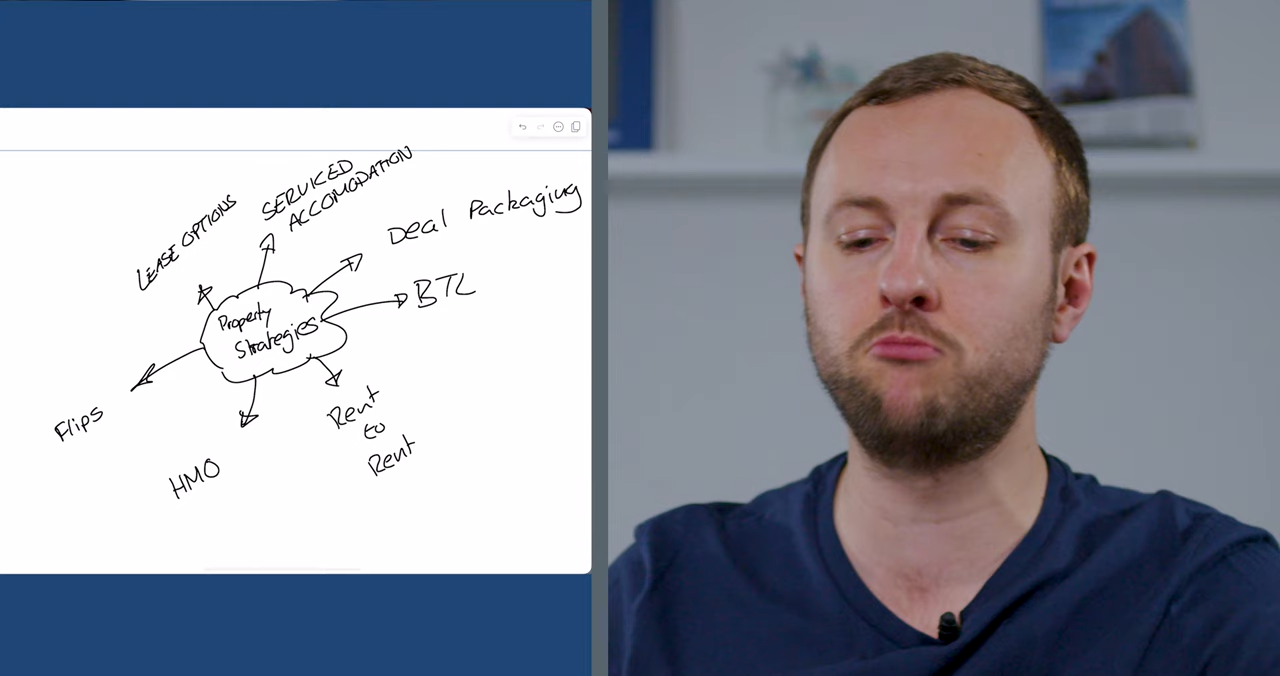 LEASE OPTIONS
SERVICED
ACCOMODATION
Deal Packaging
BTL
Property
Strategies
Flips
HMO
Rent
to
Rent